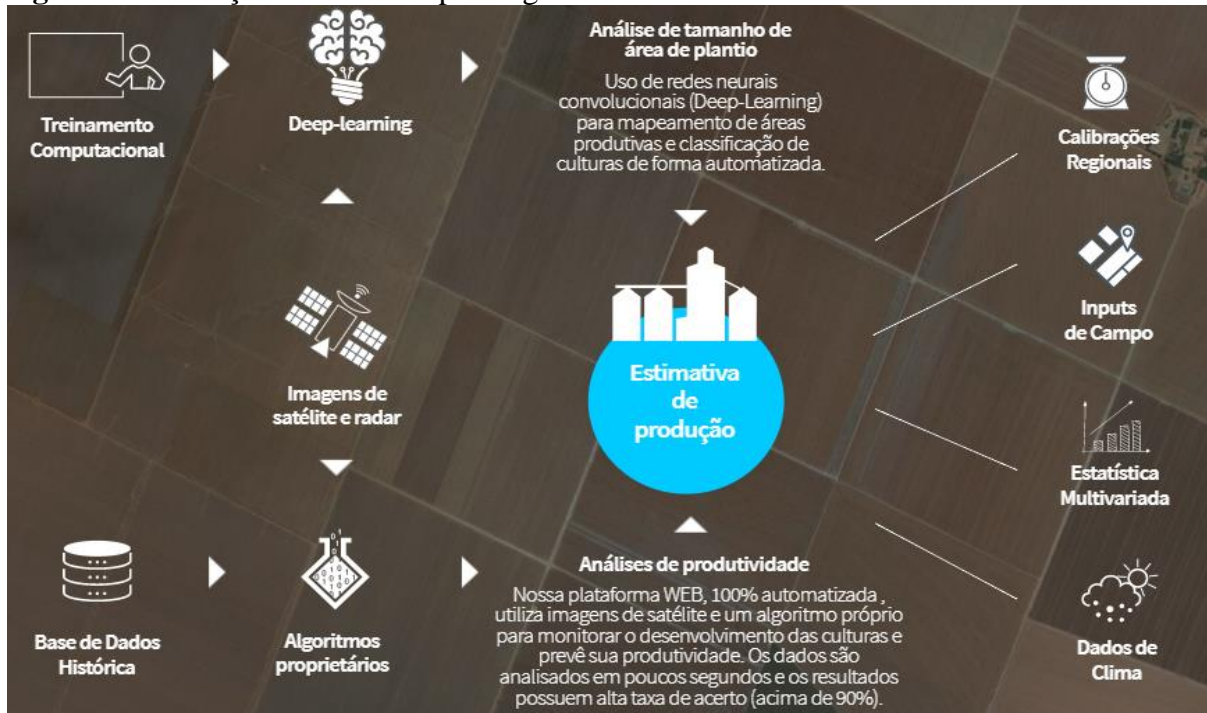 Treinamento
Computacional
Deep-learning
Análise de tamanho de
área de plantio
Uso de redes neurais
convolucionais (Deep-Learning)
para mapeamento de áreas
produtivas e classificação de
culturas de forma automatizada.
Calibrações
Regionais
Imagens de
satélite e radar
Estimativa
de
produção
Inputs
de Campo
Estatística
Multivariada
Base de Dados
Histórica
Algoritmos
proprietários
Análises de produtividade
Nossa plataforma WEB, 100% automatizada ,
utiliza imagens de satélite e um algoritmo próprio
para monitorar o desenvolvimento das culturas e
prevê sua produtividade. Os dados são
analisados em poucos segundos e os resultados
possuem alta taxa de acerto (acima de 90%).
Dados de
Clima